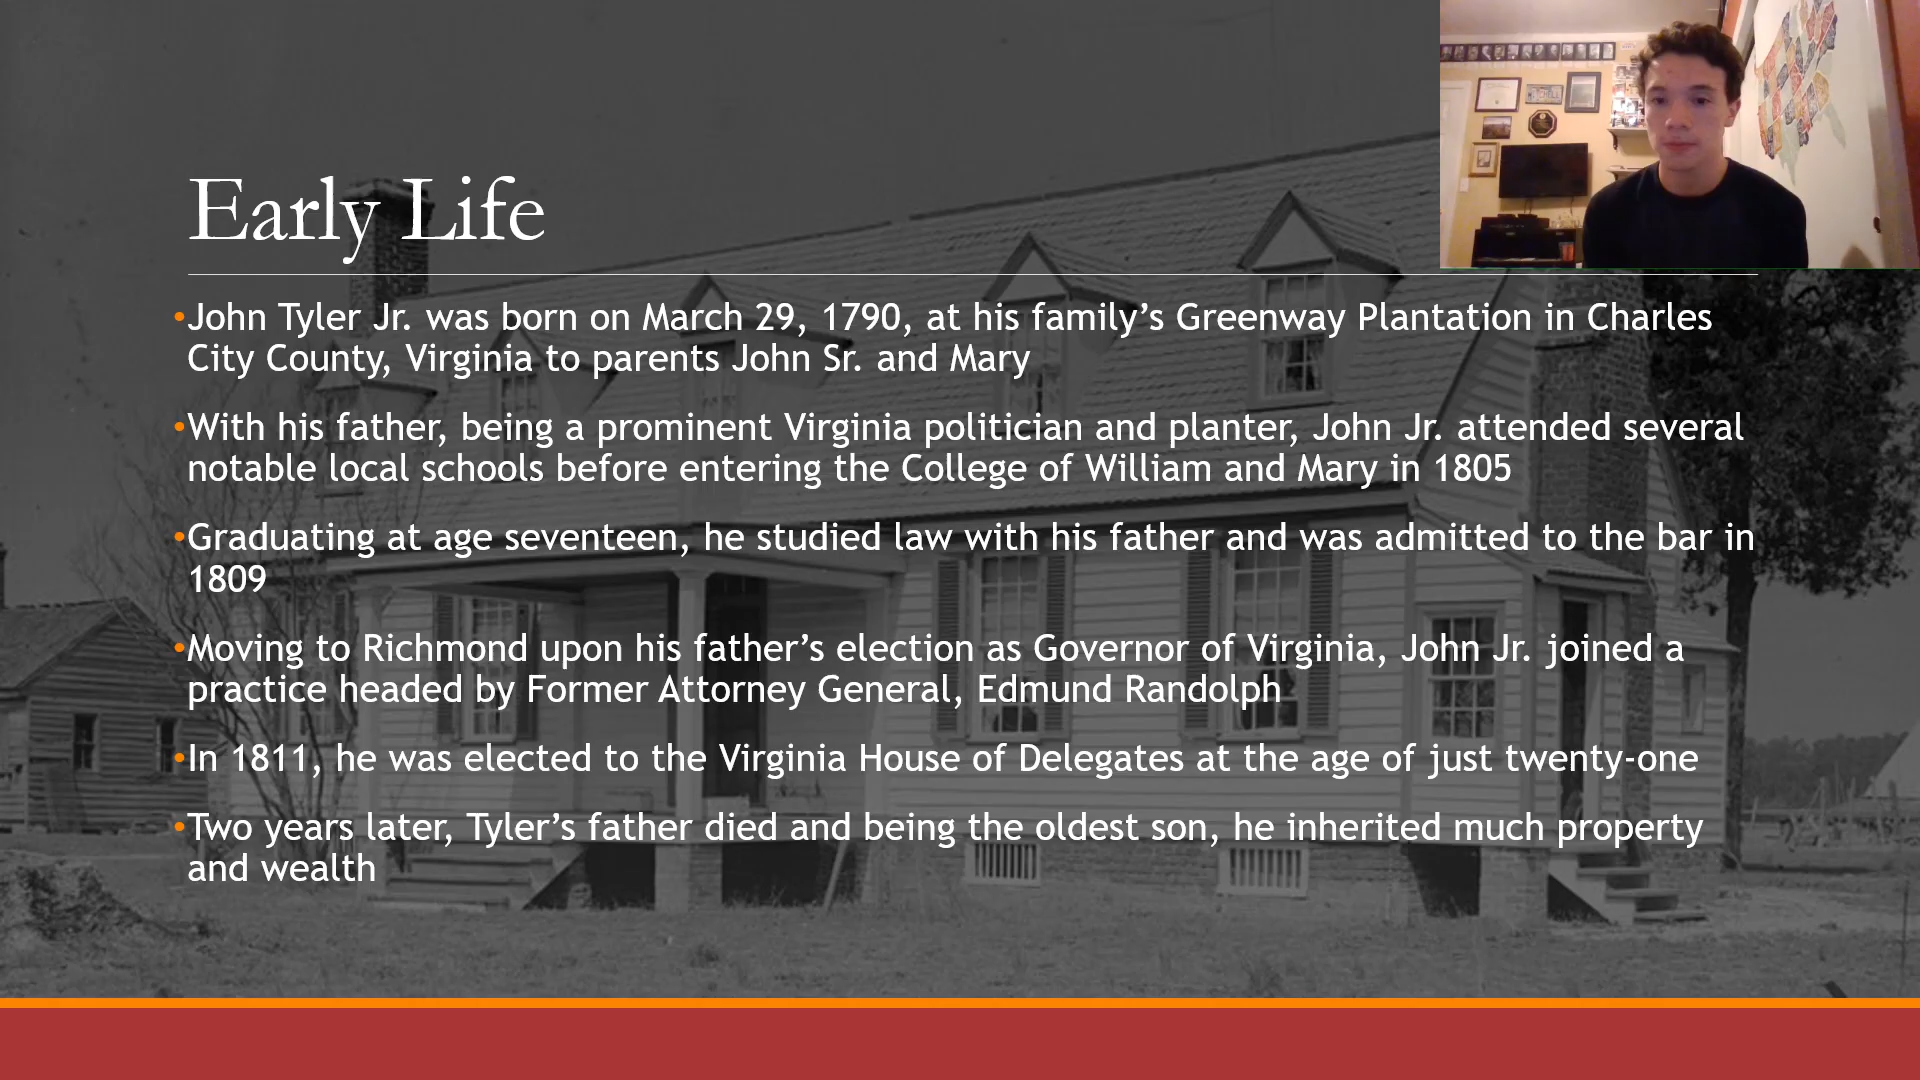 Early Life
•John Tyler Jr. was born on March 29, 1790, at his family’s Greenway Plantation in Charles
City County, Virginia to parents John Sr. and Mary
•With his father, being a prominent Virginia politician and planter, John Jr. attended several
notable local schools before entering the College of William and Mary in 1805
•Graduating at age seventeen, he studied law with his father and was admitted to the bar in
1809
•Moving to Richmond upon his father’s election as Governor of Virginia, John Jr. joined a
practice headed by Former Attorney General, Edmund Randolph
•In 1811, he was elected to the Virginia House of Delegates at the age of just twenty-one
•Two years later, Tyler’s father died and being the oldest son, he inherited much property
and wealth